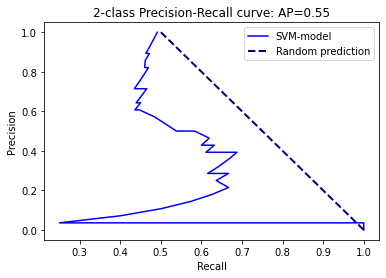 2-class Precision-Recall curve: AP=0.55
SVM-model
Random prediction
Precision
1.0
0.8
0.6
0.4
0.2
0.0
0.3 0.4 0.5 0.6 0.7 0.8 0.9 1.0
Recall